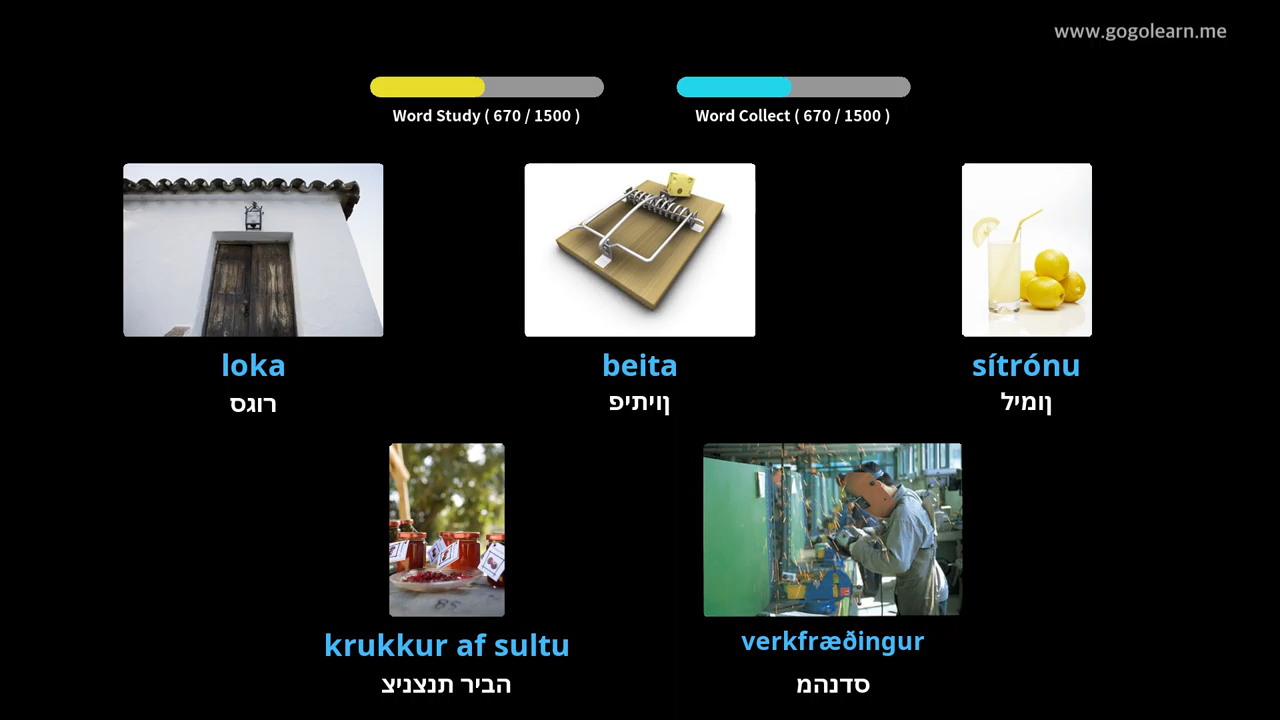 www.gogolearn.me
Word Study ( 670 / 1500 )
Word Collect ( 670 / 1500 )
loka
רוגס
beita
ןויתיפ
sítrónu
ןומיל
krukkur af sultu
הביר תנצניצ
verkfræðingur
סדנהמ